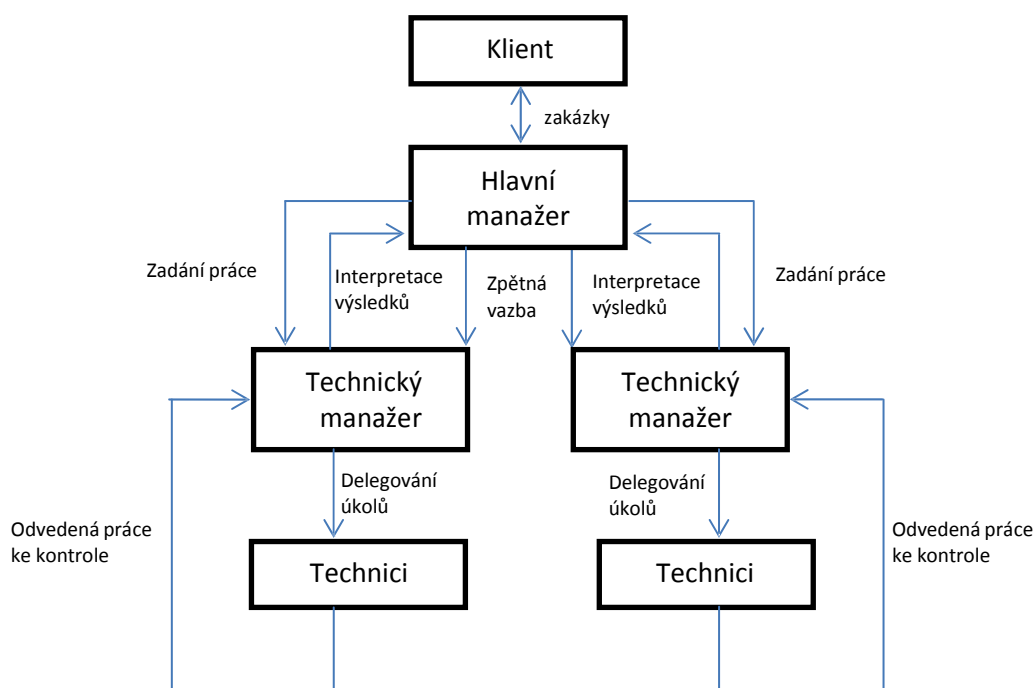 Klient
zakázky
Hlavní
manažer
Zadání práce
Interpretace
výsledků
Zpětná
vazba
Interpretace
výsledků
Zadání práce
Technický
manažer
Technický
manažer
Delegování
úkolů
Delegování
úkolů
Odvedená práce
ke kontrole
Odvedená práce
ke kontrole
Technici
Technici